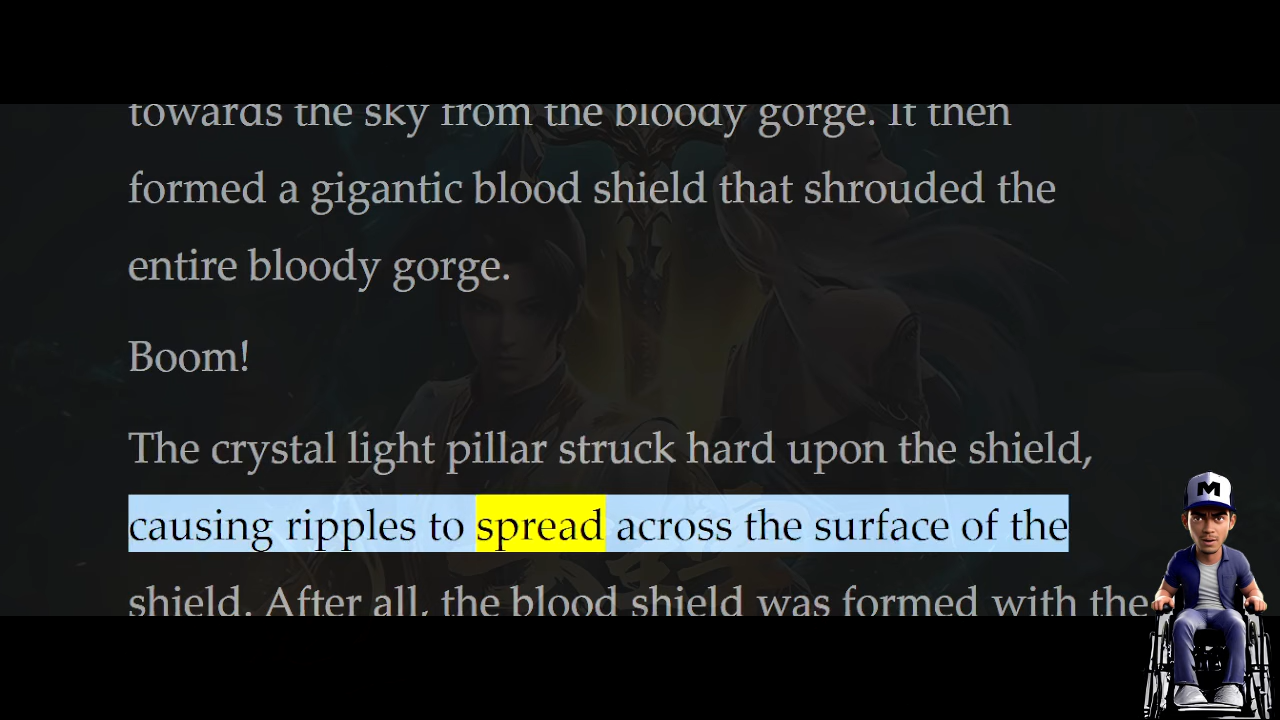 towards the sky from the bloody gorge. It then
formed a gigantic blood shield that shrouded the
entire bloody gorge.
Boom!
The crystal light pillar struck hard upon the shield,
causing ripples to spread across the surface of the
shield. After all, the blood shield was formed with the
M